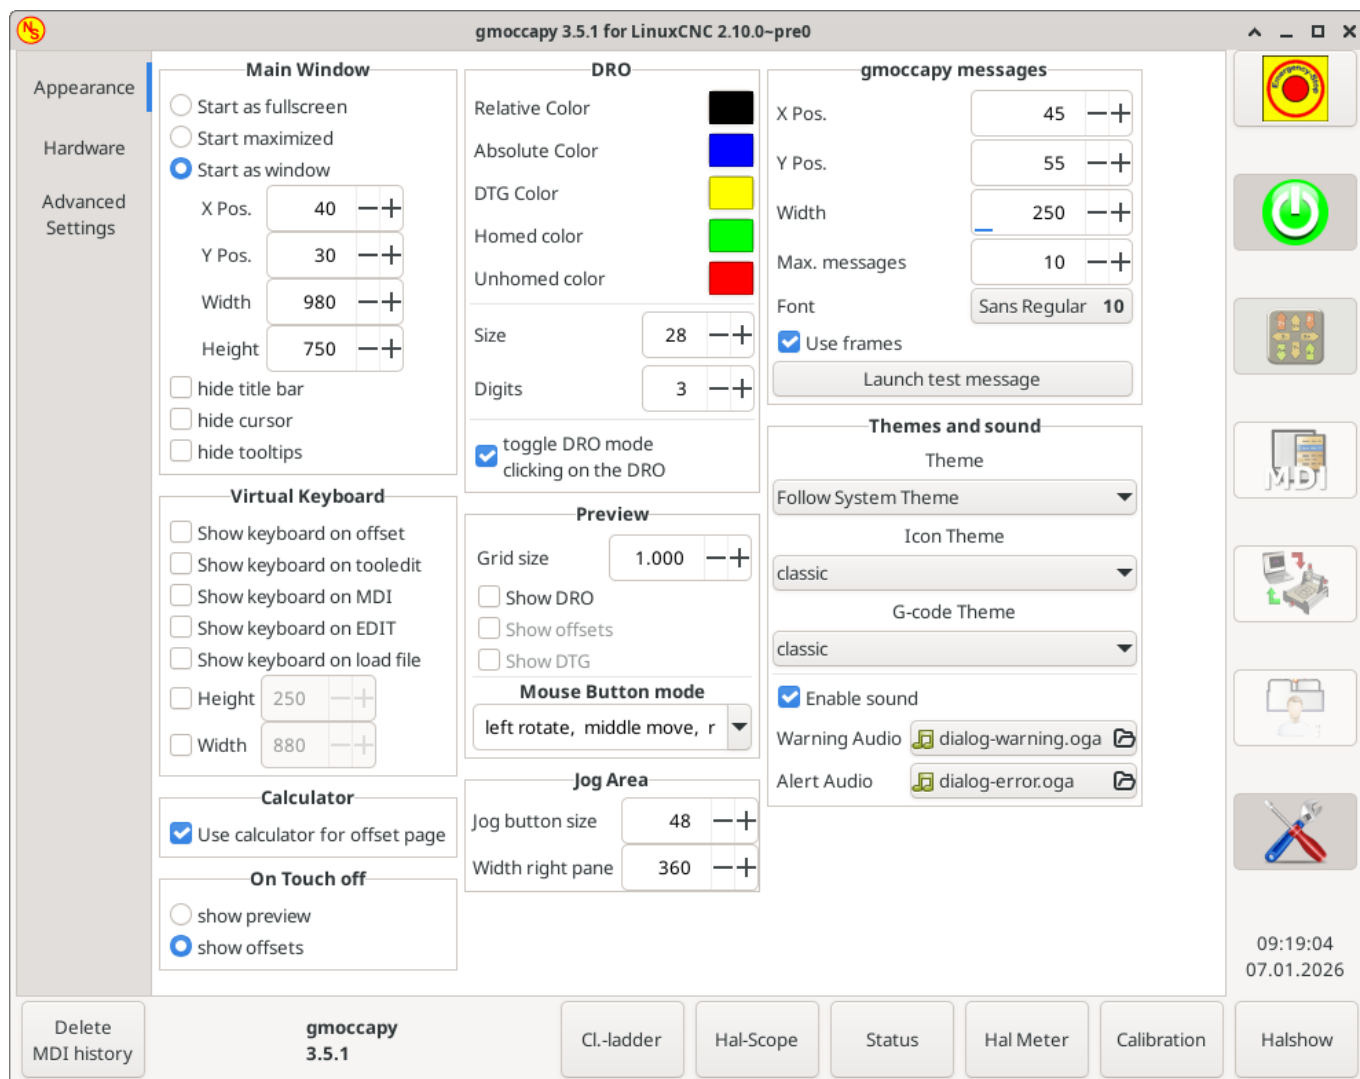 NS
gmoccapy 3.5.1 for LinuxCNC 2.10.0~pre0
Appearance
Hardware
Advanced
Settings
Main Window
Start as fullscreen
Start maximized
Start as window
X Pos. 40
Y Pos. 30
Width 980
Height 750
hide title bar
hide cursor
hide tooltips
Virtual Keyboard
Show keyboard on offset
Show keyboard on tooledit
Show keyboard on MDI
Show keyboard on EDIT
Show keyboard on load file
Height 250
Width 880
Calculator
Use calculator for offset page
On Touch off
show preview
show offsets
DRO
Relative Color
Absolute Color
DTG Color
Homed color
Unhomed color
Size 28
Digits 3
toggle DRO mode
clicking on the DRO
Preview
Grid size 1.000
Show DRO
Show offsets
Show DTG
Mouse Button mode
left rotate, middle move, r
Jog Area
Jog button size 48
Width right pane 360
gmoccapy messages
X Pos. 45
Y Pos. 55
Width 250
Max. messages 10
Font Sans Regular 10
Use frames
Launch test message
Themes and sound
Theme
Follow System Theme
Icon Theme
classic
G-code Theme
classic
Enable sound
Warning Audio dialog-warning.oga
Alert Audio dialog-error.oga
Emergency-Stop
MDI
09:19:04
07.01.2026
Delete
MDI history
gmoccapy
3.5.1
Cl.-ladder
Hal-Scope
Status
Hal Meter
Calibration
Halshow